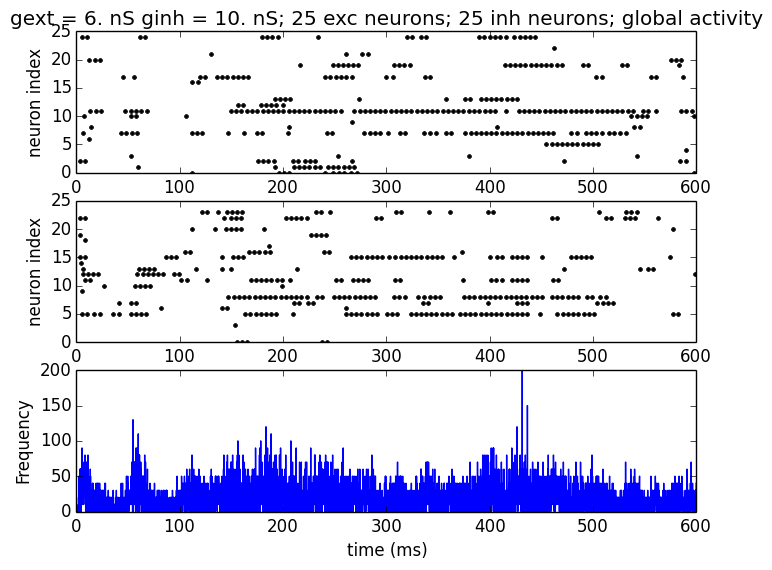 gext = 6. nS ginh = 10. nS; 25 exc neurons; 25 inh neurons; global activity
25
20
15
10
5
0
neuron index
0 100 200 300 400 500 600
25
20
15
10
5
0
neuron index
0 100 200 300 400 500 600
200
150
100
50
0
Frequency
0 100 200 300 400 500 600
time (ms)